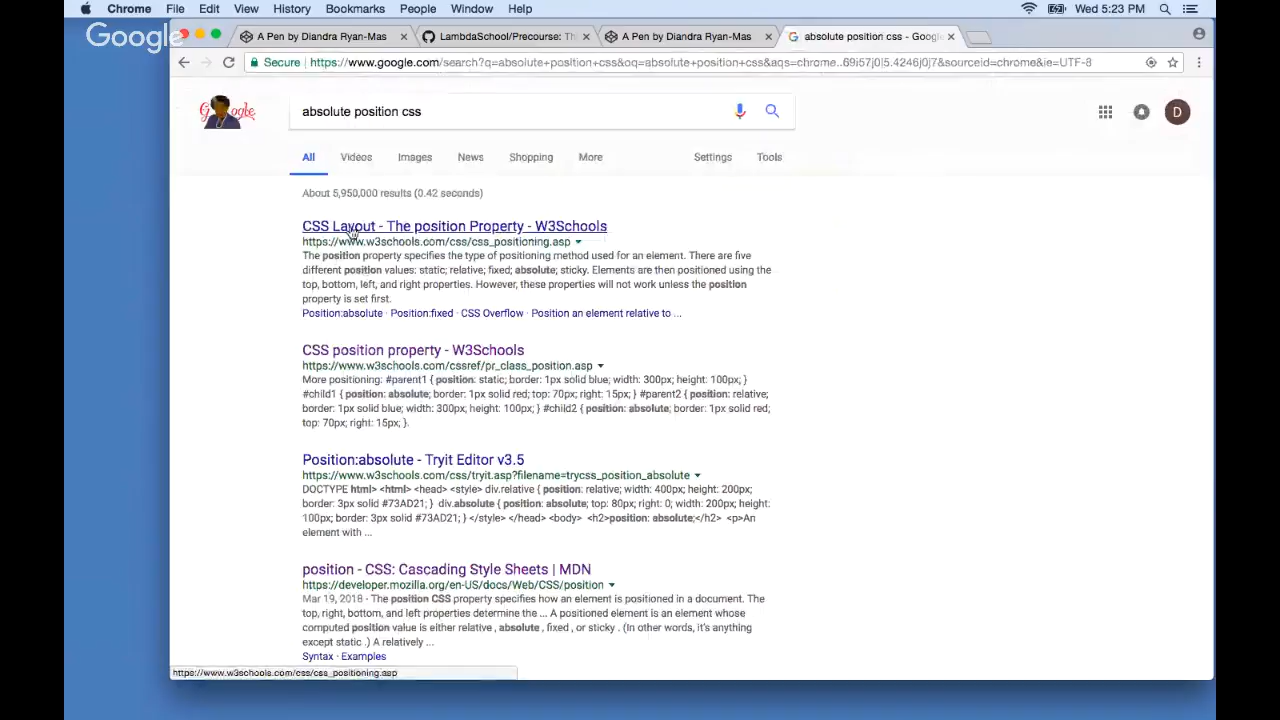 Chrome File Edit View History Bookmarks People Window Help Wed 5:23 PM
Google
A Pen by Diandra Ryan-Mas LambdaSchool/Precourse: Th A Pen by Diandra Ryan-Mas absolute position css - Google
Secure https://www.google.com/search?q=absolute+position+css&oq=absolute+position+css&aqs=chrome..69i57j0l5.4246j0j7&sourceid=chrome&ie=UTF-8
Google absolute position css D
All Videos Images News Shopping More Settings Tools
About 5,950,000 results (0.42 seconds)
CSS Layout - The position Property - W3Schools
https://www.w3schools.com/css/css_positioning.asp
The position property specifies the type of positioning method used for an element. There are five
different position values: static; relative; fixed; absolute; sticky. Elements are then positioned using the
top, bottom, left, and right properties. However, these properties will not work unless the position
property is set first.
Position:absolute · Position:fixed · CSS Overflow · Position an element relative to ...
CSS position property - W3Schools
https://www.w3schools.com/cssref/pr_class_position.asp
More positioning: #parent1 { position: static; border: 1px solid blue; width: 300px; height: 100px; }
#child1 { position: absolute; border: 1px solid red; top: 70px; right: 15px; } #parent2 { position: relative;
border: 1px solid blue; width: 300px; height: 100px; } #child2 { position: absolute; border: 1px solid red;
top: 70px; right: 15px; }.
Position:absolute - Tryit Editor v3.5
https://www.w3schools.com/css/tryit.asp?filename=trycss_position_absolute
DOCTYPE html> <html> <head> <style> div.relative { position: relative; width: 400px; height: 200px;
border: 3px solid #73AD21; } div.absolute { position: absolute; top: 80px; right: 0; width: 200px; height:
100px; border: 3px solid #73AD21; } </style> </head> <body> <h2>position: absolute;</h2> <p>An
element with ...
position - CSS: Cascading Style Sheets | MDN
https://developer.mozilla.org/en-US/docs/Web/CSS/position
Mar 19, 2018 - The position CSS property specifies how an element is positioned in a document. The
top, right, bottom, and left properties determine the ... A positioned element is an element whose
computed position value is either relative , absolute , fixed , or sticky . (In other words, it's anything
except static .) A relatively ...
Syntax · Examples
https://www.w3schools.com/css/css_positioning.asp